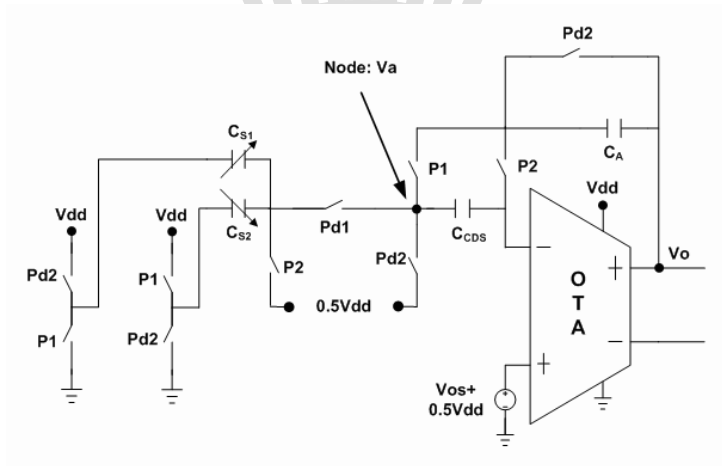 Pd2
Node: Va
CS1
P1
CA
P2
Vdd
Vdd
Vdd
CS2
Pd1
CCDS
Pd2
P1
P2
Pd2
0.5Vdd
P1
Pd2
−
+
O
T
A
+
−
Vo
Vos+
0.5Vdd
+
−